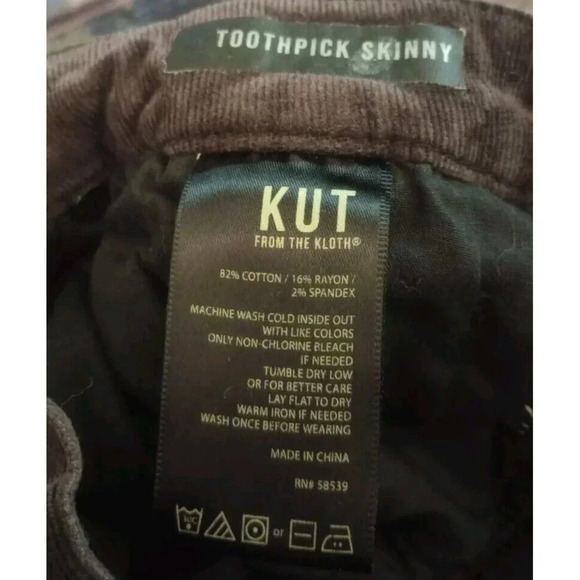 TOOTHPICK SKINNY
KUT
FROM THE KLOTH®
82% COTTON / 16% RAYON /
2% SPANDEX
MACHINE WASH COLD INSIDE OUT
WITH LIKE COLORS
ONLY NON-CHLORINE BLEACH
IF NEEDED
TUMBLE DRY LOW
OR FOR BETTER CARE
LAY FLAT TO DRY
WARM IRON IF NEEDED
WASH ONCE BEFORE WEARING
MADE IN CHINA
RN# 58539
or